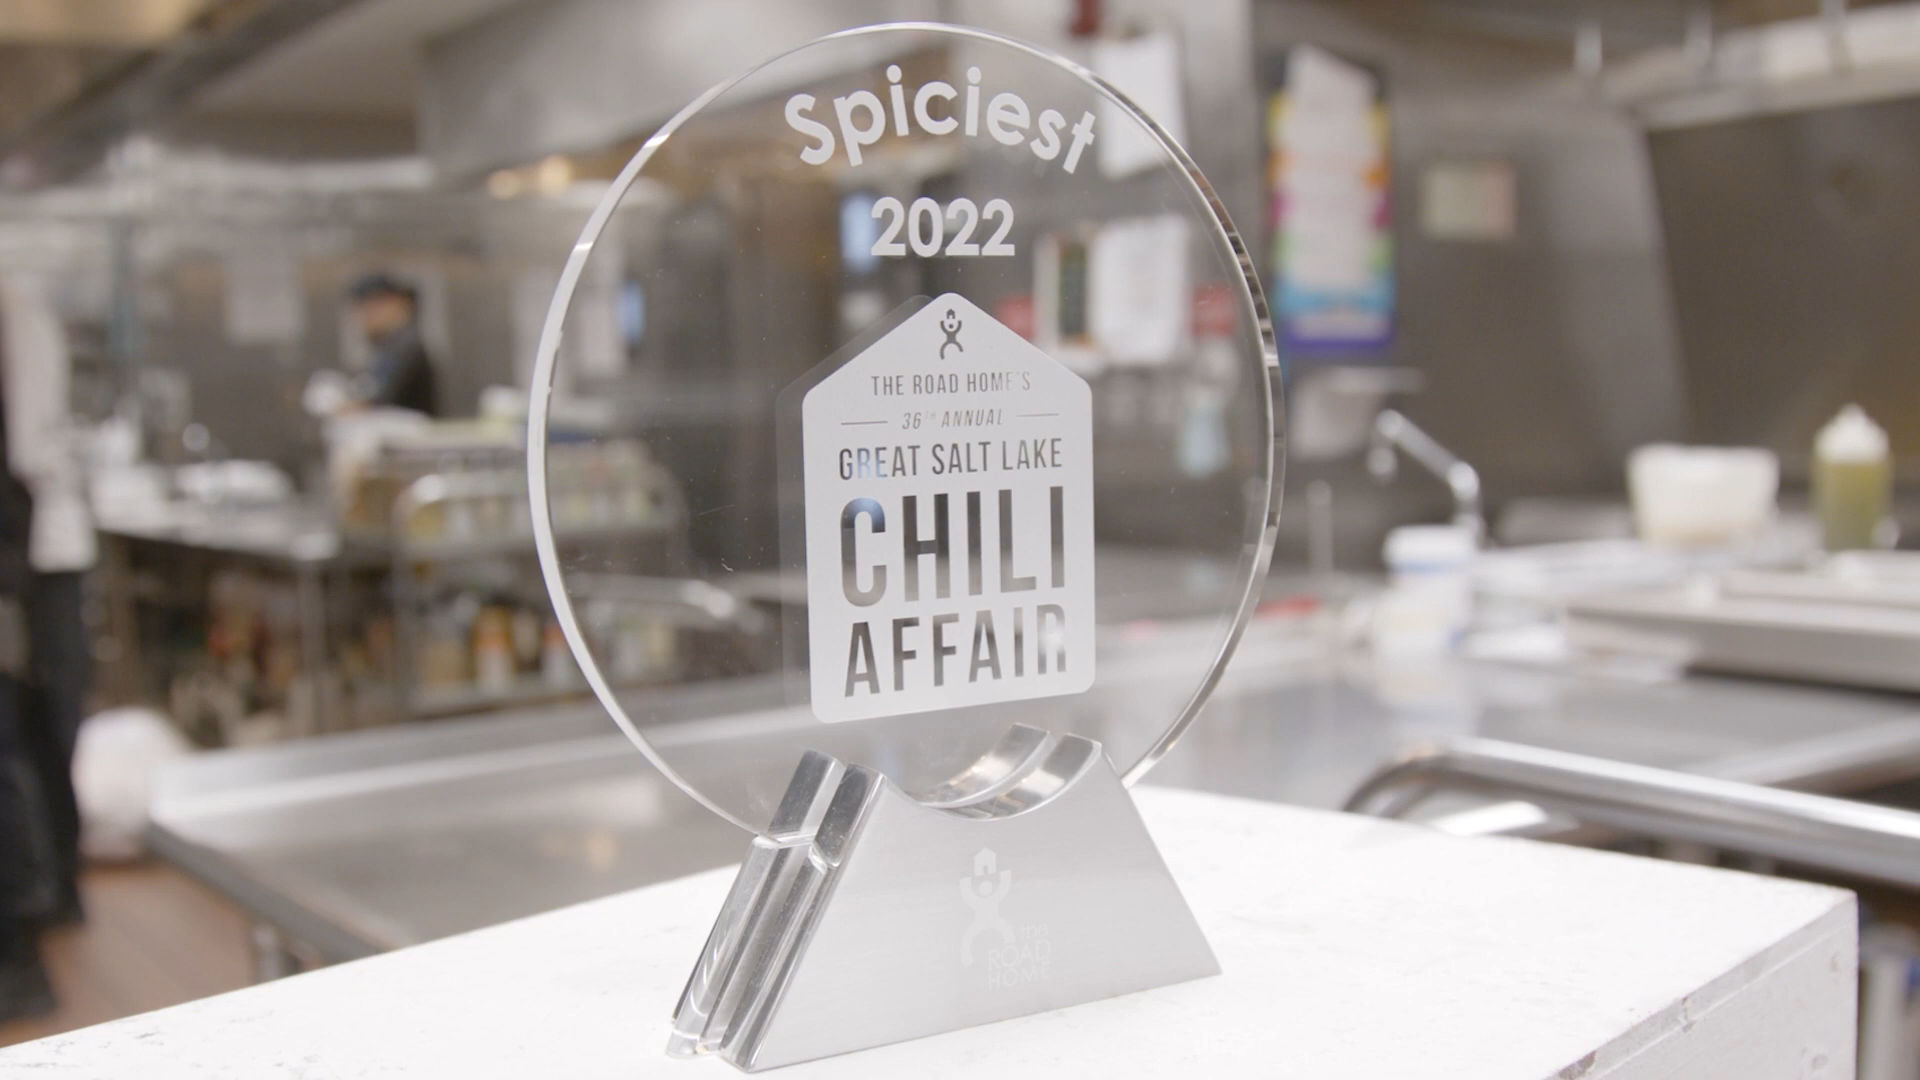 Spiciest
2022
THE ROAD HOME'S
36TH ANNUAL
GREAT SALT LAKE
CHILI
AFFAIR
the
ROAD
HOME